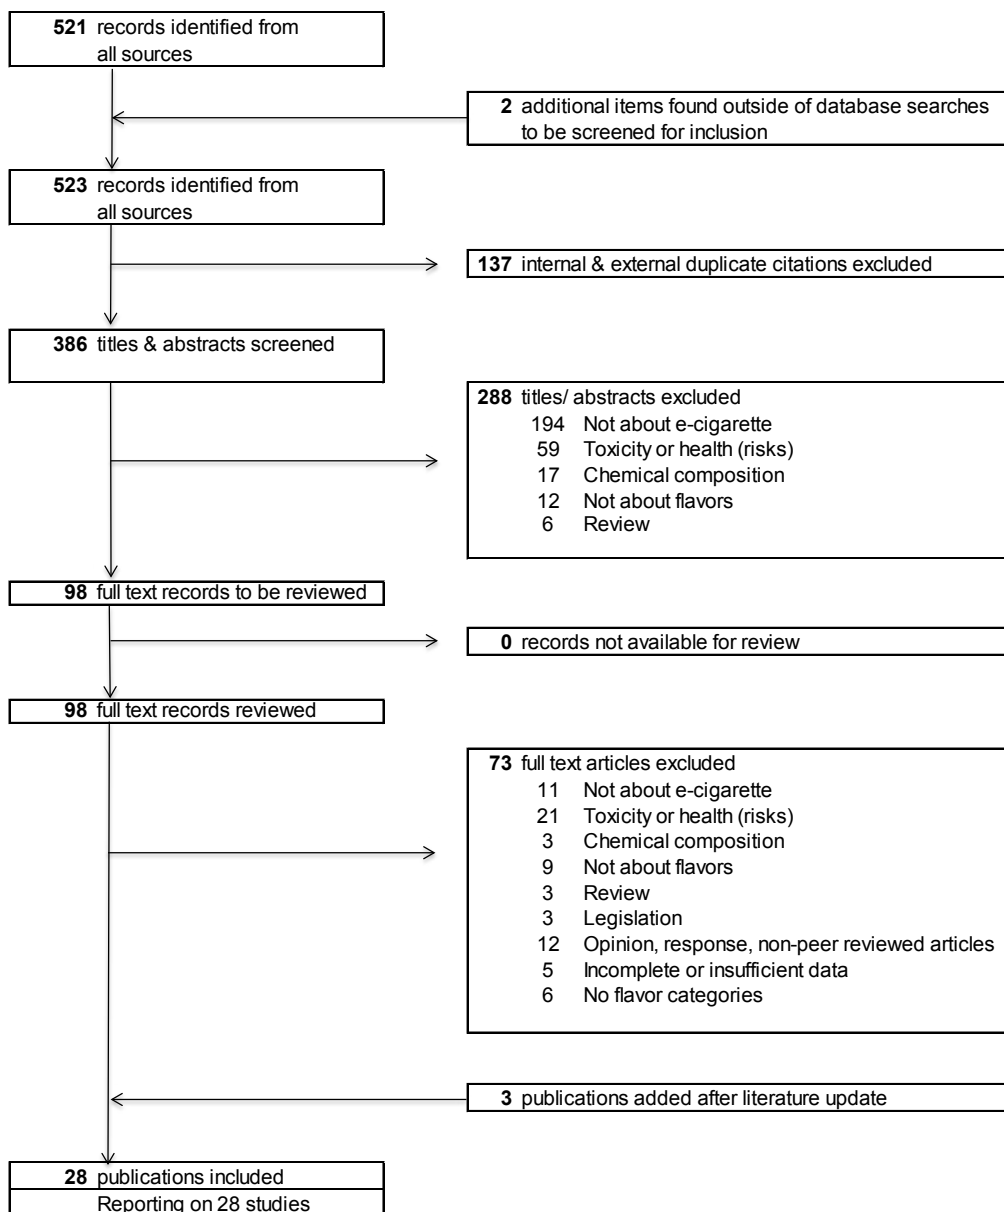 521 records identified from
all sources
2 additional items found outside of database searches
to be screened for inclusion
523 records identified from
all sources
137 internal & external duplicate citations excluded
386 titles & abstracts screened
288 titles/ abstracts excluded
194 Not about e-cigarette
59 Toxicity or health (risks)
17 Chemical composition
12 Not about flavors
6 Review
98 full text records to be reviewed
0 records not available for review
98 full text records reviewed
73 full text articles excluded
11 Not about e-cigarette
21 Toxicity or health (risks)
3 Chemical composition
9 Not about flavors
3 Review
3 Legislation
12 Opinion, response, non-peer reviewed articles
5 Incomplete or insufficient data
6 No flavor categories
3 publications added after literature update
28 publications included
Reporting on 28 studies